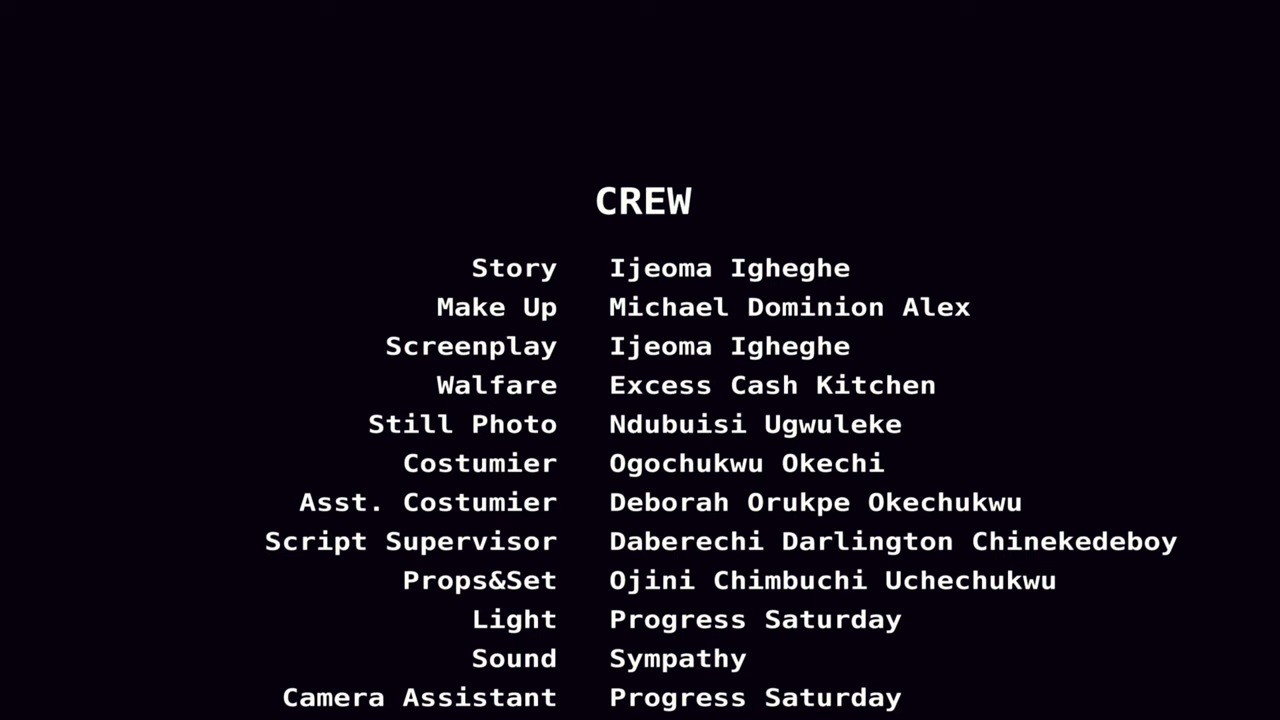 CREW
Story Ijeoma Igheghe
Make Up Michael Dominion Alex
Screenplay Ijeoma Igheghe
Walfare Excess Cash Kitchen
Still Photo Ndubuisi Ugwuleke
Costumier Ogochukwu Okechi
Asst. Costumier Deborah Orukpe Okechukwu
Script Supervisor Daberechi Darlington Chinekedeboy
Props&Set Ojini Chimbuchi Uchechukwu
Light Progress Saturday
Sound Sympathy
Camera Assistant Progress Saturday